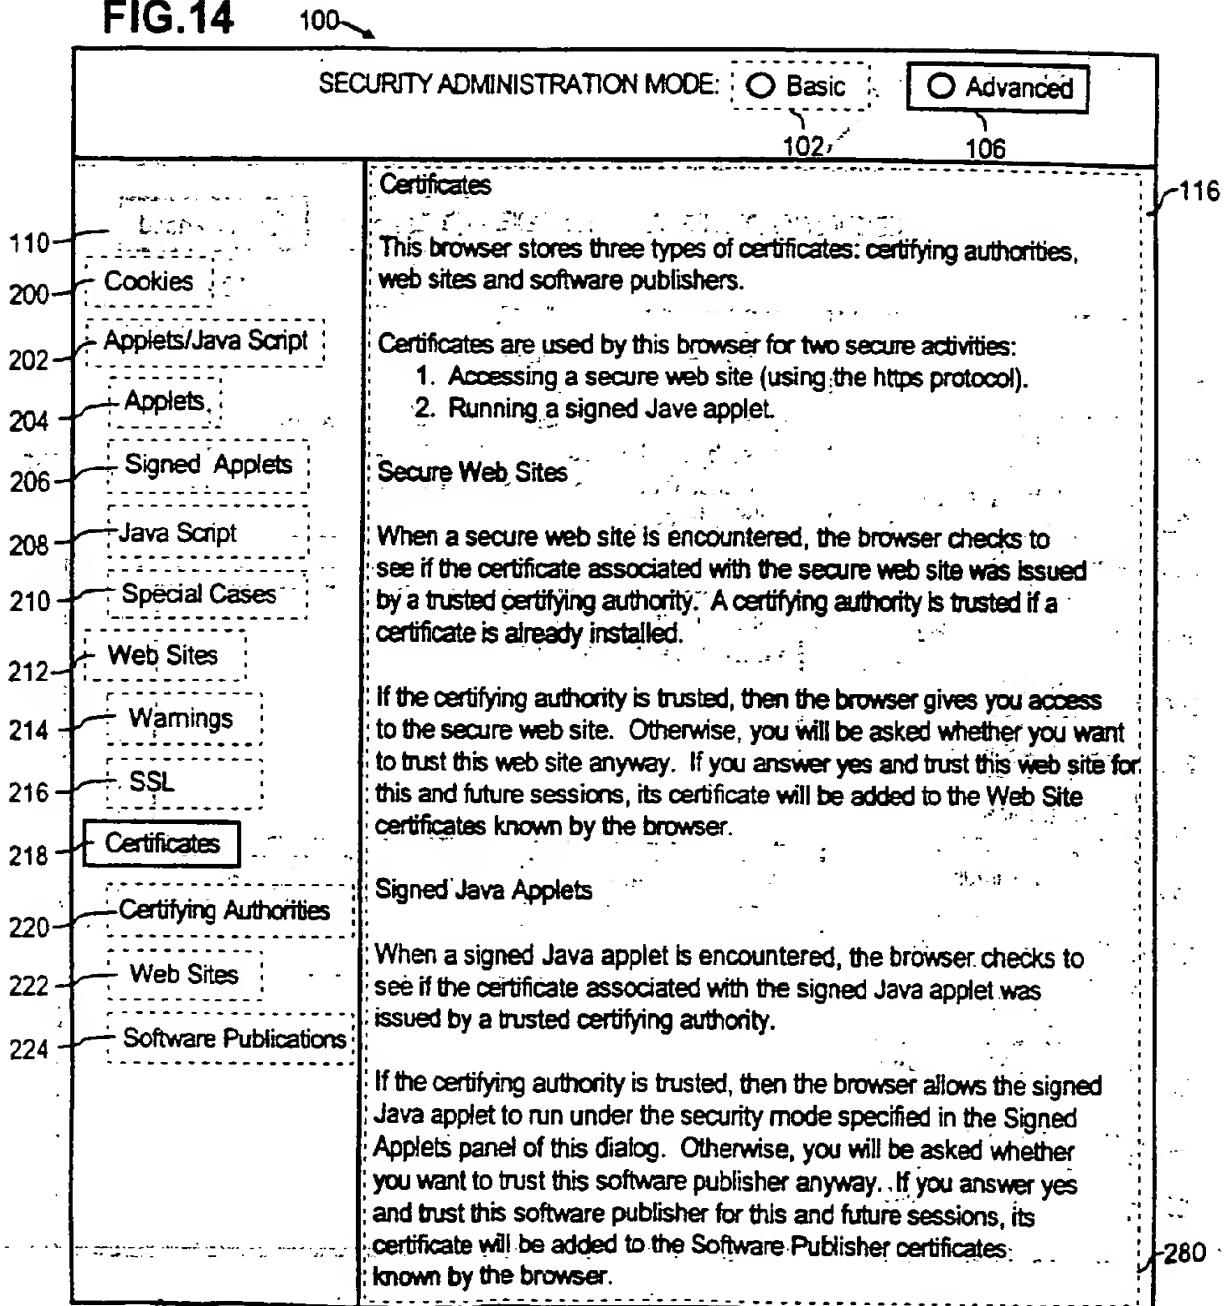 FIG.14
100
SECURITY ADMINISTRATION MODE: Basic Advanced
102
106
116
110
200
Cookies
202
Applets/Java Script
204
Applets
206
Signed Applets
208
Java Script
210
Special Cases
212
Web Sites
214
Warnings
216
SSL
218
Certificates
220
Certifying Authorities
222
Web Sites
224
Software Publications
Certificates
This browser stores three types of certificates: certifying authorities,
web sites and software publishers.
Certificates are used by this browser for two secure activities:
1. Accessing a secure web site (using the https protocol).
2. Running a signed Jave applet.
Secure Web Sites
When a secure web site is encountered, the browser checks to
see if the certificate associated with the secure web site was issued
by a trusted certifying authority. A certifying authority is trusted if a
certificate is already installed.
If the certifying authority is trusted, then the browser gives you access
to the secure web site. Otherwise, you will be asked whether you want
to trust this web site anyway. If you answer yes and trust this web site for
this and future sessions, its certificate will be added to the Web Site
certificates known by the browser.
Signed Java Applets
When a signed Java applet is encountered, the browser checks to
see if the certificate associated with the signed Java applet was
issued by a trusted certifying authority.
If the certifying authority is trusted, then the browser allows the signed
Java applet to run under the security mode specified in the Signed
Applets panel of this dialog. Otherwise, you will be asked whether
you want to trust this software publisher anyway. If you answer yes
and trust this software publisher for this and future sessions, its
certificate will be added to the Software Publisher certificates
known by the browser.
280